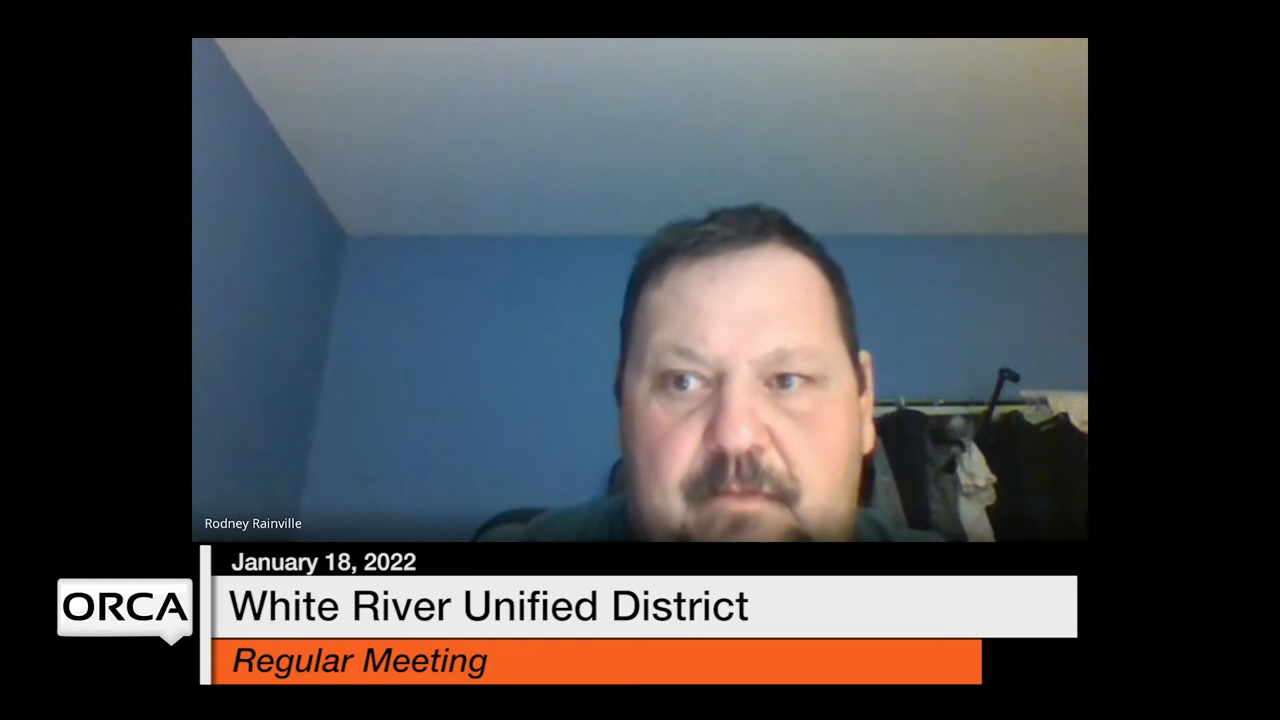 Rodney Rainville
January 18, 2022
ORCA
White River Unified District
Regular Meeting